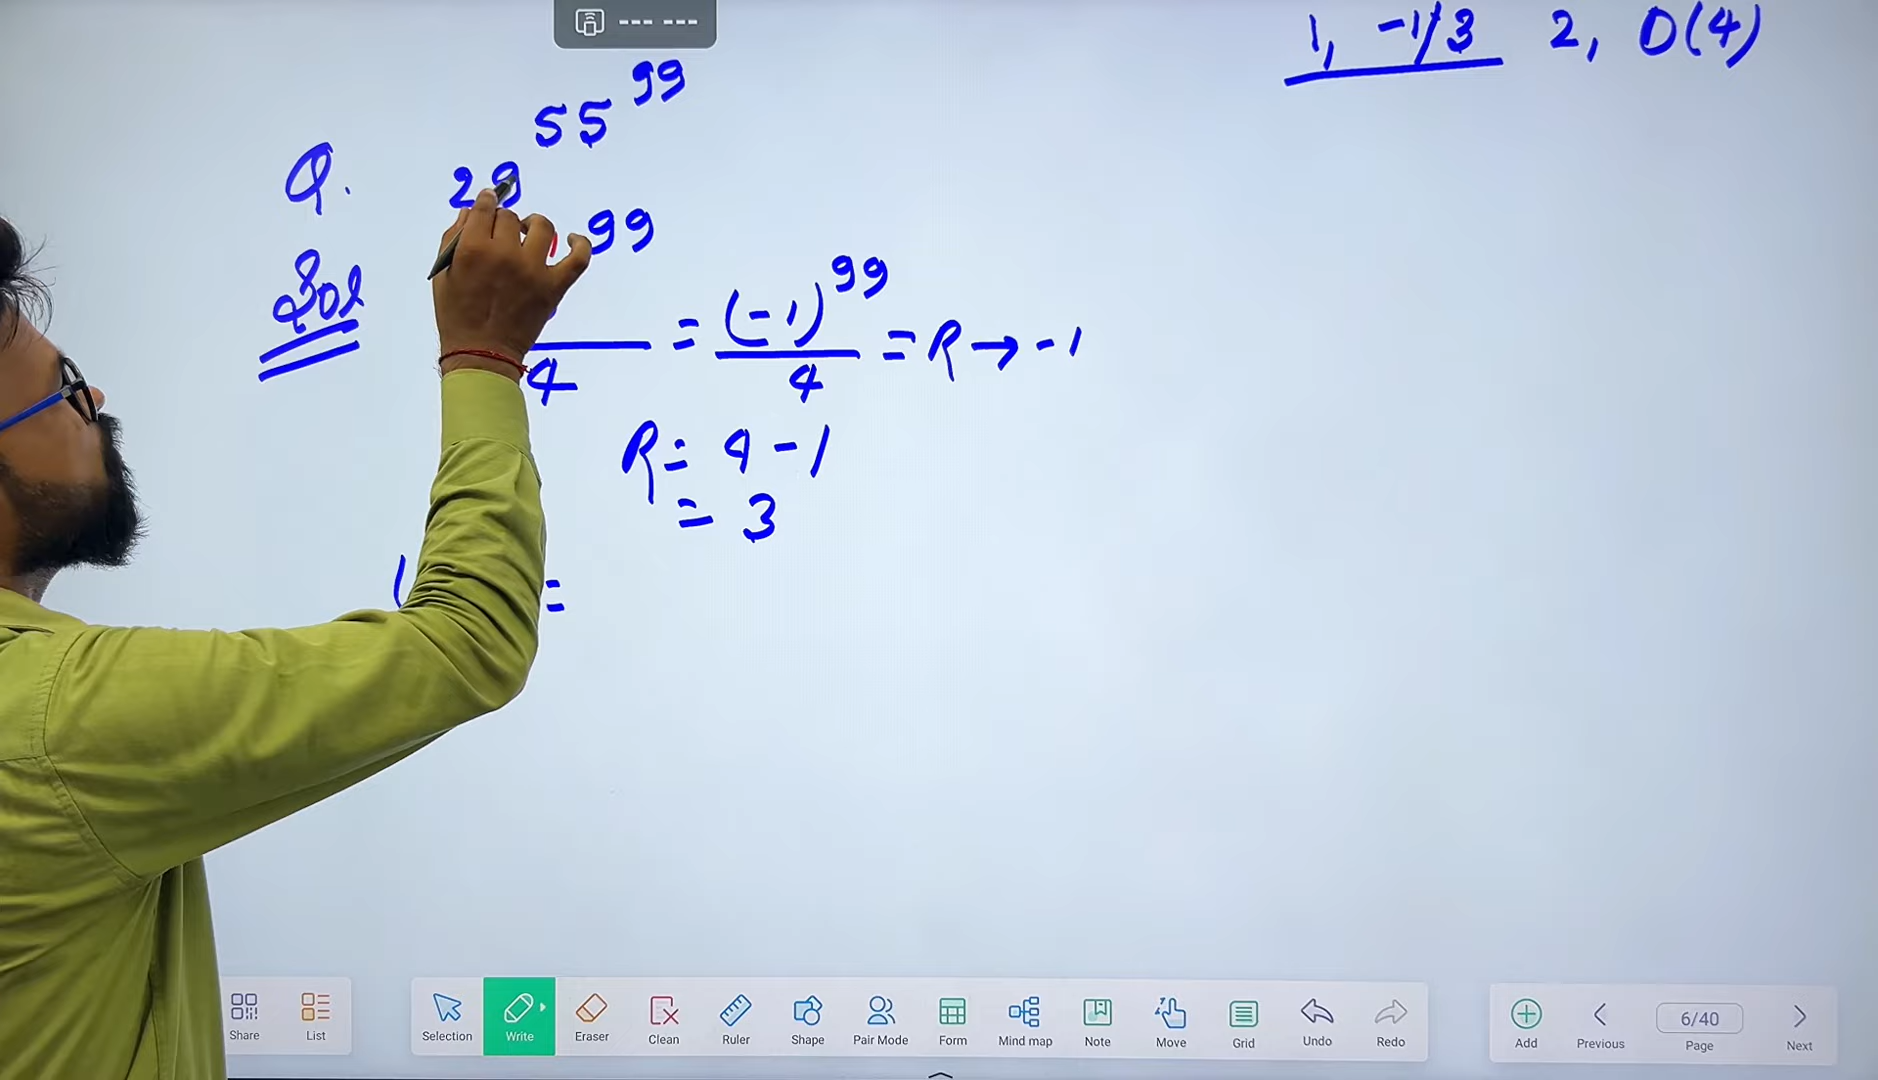 1, -1/3 2, 0(4)
Q. 29^55^99
Sol
99
4 = (-1)^99 / 4 = R → -1
R = 4 - 1
= 3
( =
Share List Selection Write Eraser Clean Ruler Shape Pair Mode Form Mind map Note Move Grid Undo Redo Add Previous 6/40 Page Next